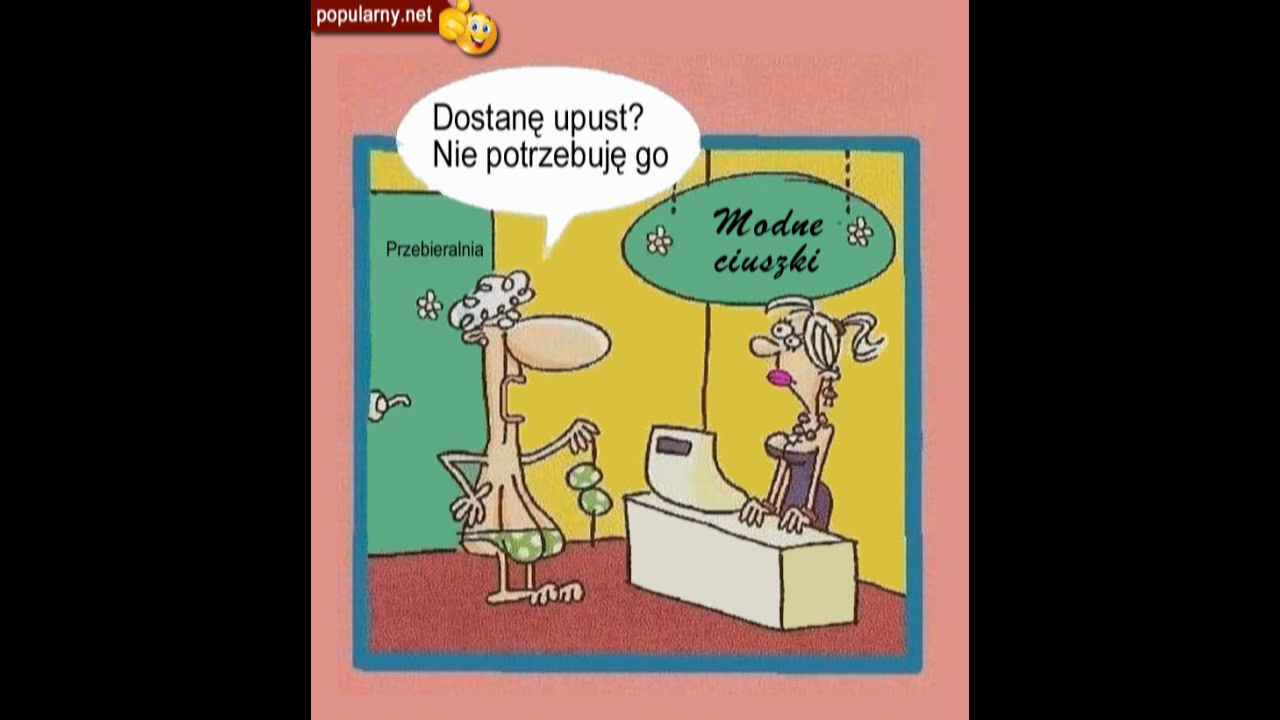 popularny.net
Dostanę upust?
Nie potrzebuję go
Modne
ciuszki
Przebieralnia